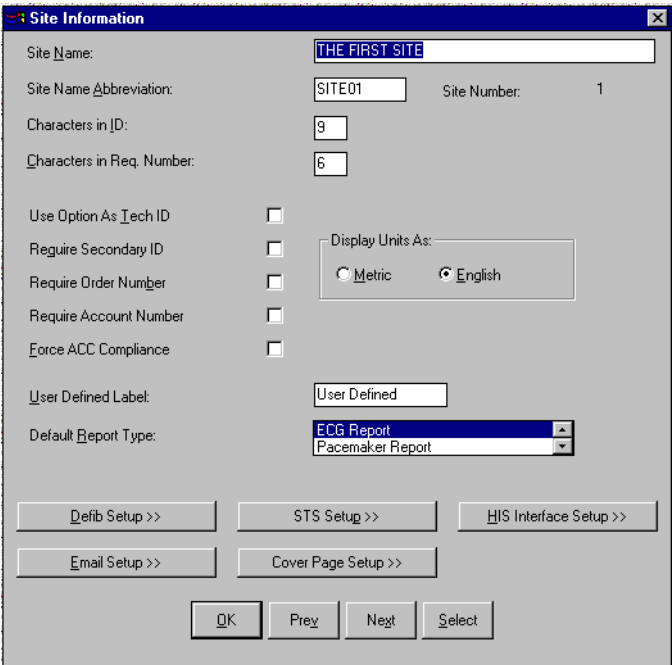 Site Information
Site Name: THE FIRST SITE
Site Name Abbreviation: SITE01 Site Number: 1
Characters in ID: 9
Characters in Req. Number: 6
Use Option As Tech ID
Require Secondary ID
Display Units As:
Require Order Number
Metric English
Require Account Number
Force ACC Compliance
User Defined Label: User Defined
Default Report Type: ECG Report
Pacemaker Report
Defib Setup >> STS Setup >> HIS Interface Setup >>
Email Setup >> Cover Page Setup >>
OK Prev Next Select